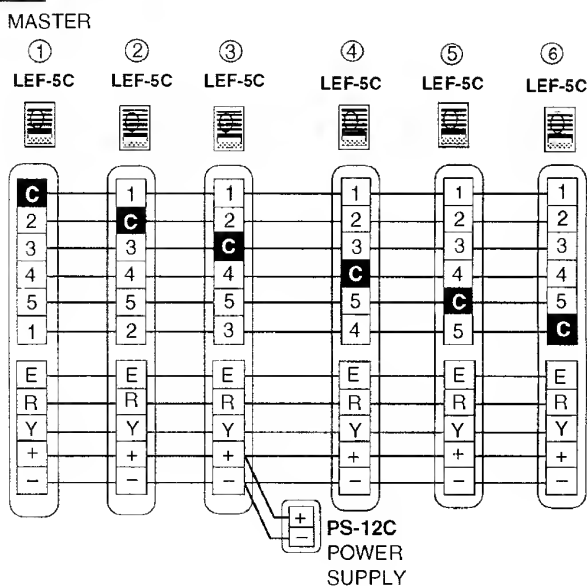 MASTER
① ② ③ ④ ⑤ ⑥
LEF-5C LEF-5C LEF-5C LEF-5C LEF-5C LEF-5C
C 1 1 1 1 1
2 C 2 2 2 2
3 3 C 3 3 3
4 4 4 C 4 4
5 5 5 5 C 5
1 2 3 4 5 C
E E E E E E
R R R R R R
Y Y Y Y Y Y
+ + + + + +
− − − − − −
+ PS-12C
− POWER
SUPPLY